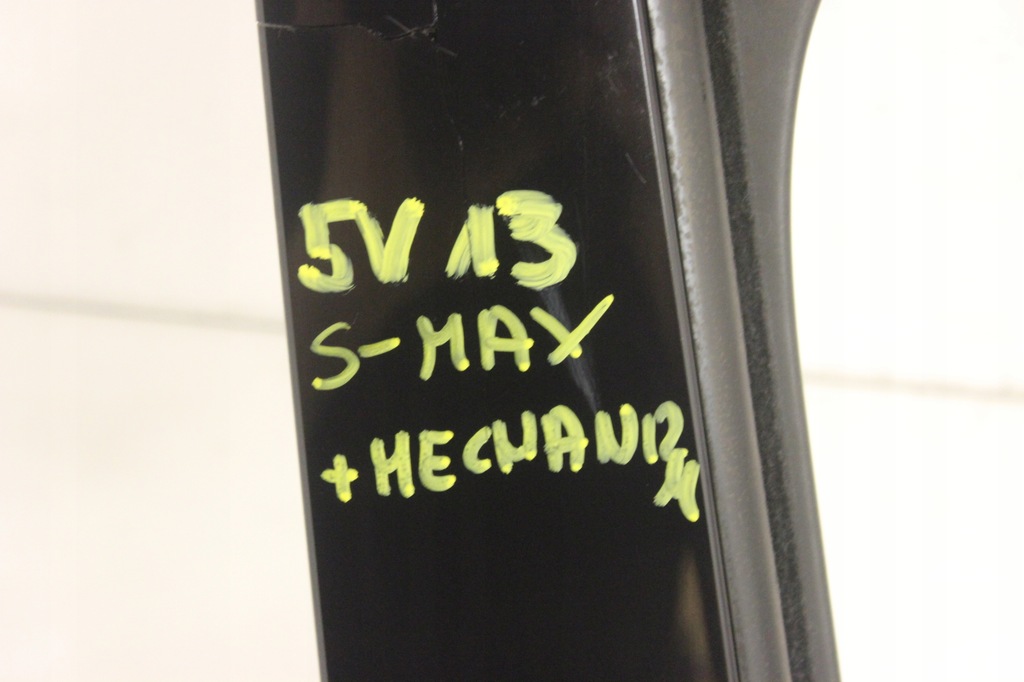 5V 13
S-MAX
+MECHANIZM